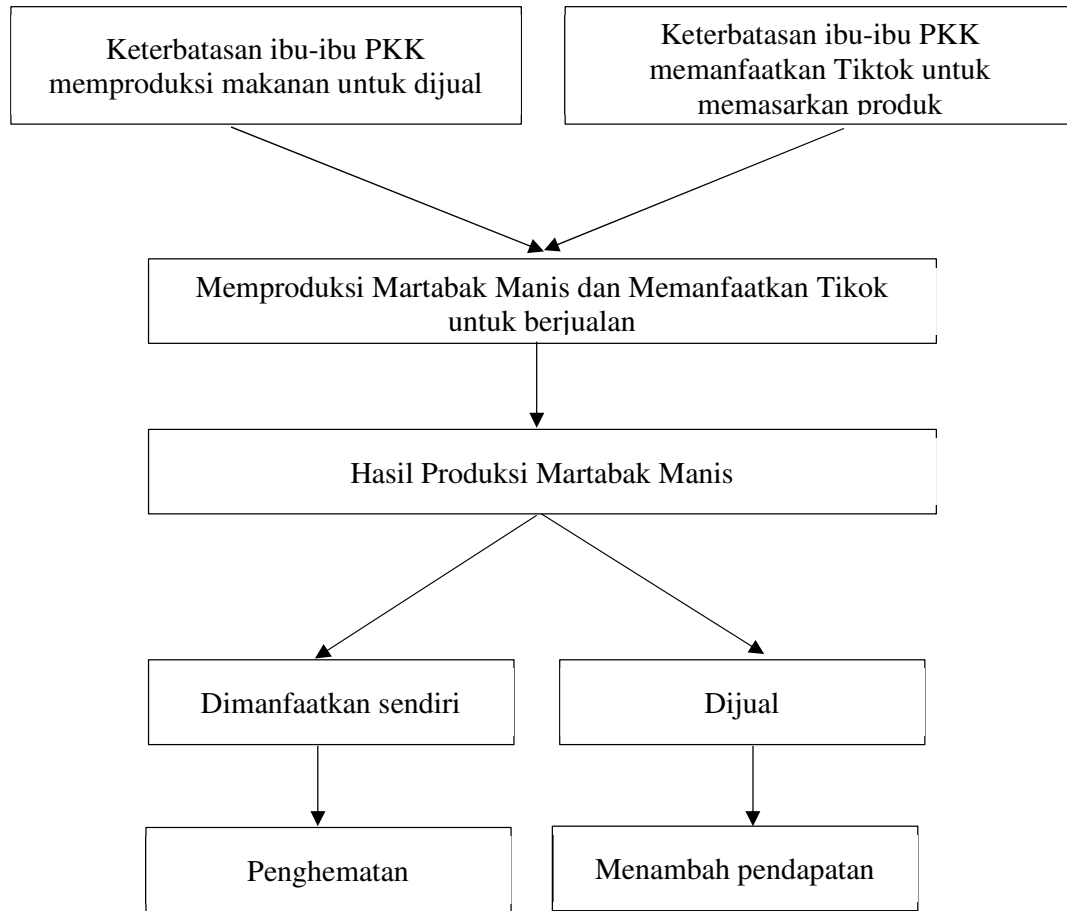 Keterbatasan ibu-ibu PKK
memproduksi makanan untuk dijual
Keterbatasan ibu-ibu PKK
memanfaatkan Tiktok untuk
memasarkan produk
Memproduksi Martabak Manis dan Memanfaatkan Tikok
untuk berjualan
Hasil Produksi Martabak Manis
Dimanfaatkan sendiri
Dijual
Penghematan
Menambah pendapatan